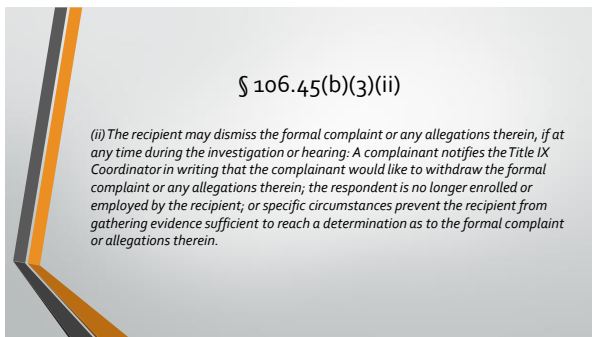 § 106.45(b)(3)(ii)
(ii) The recipient may dismiss the formal complaint or any allegations therein, if at
any time during the investigation or hearing: A complainant notifies the Title IX
Coordinator in writing that the complainant would like to withdraw the formal
complaint or any allegations therein; the respondent is no longer enrolled or
employed by the recipient; or specific circumstances prevent the recipient from
gathering evidence sufficient to reach a determination as to the formal complaint
or allegations therein.